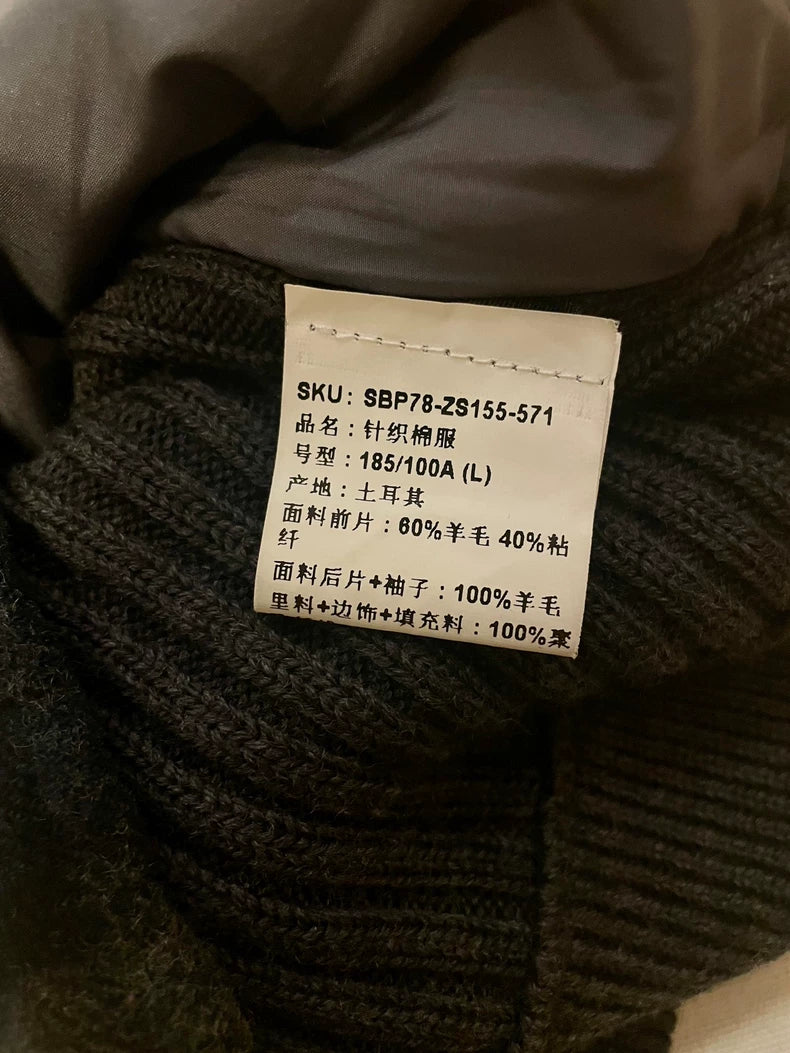 SKU: SBP78-ZS155-571
品名：针织棉服
号型：185/100A (L)
产地：土耳其
面料前片：60%羊毛 40%粘
纤
面料后片+袖子：100%羊毛
里料+边饰+填充料：100%聚